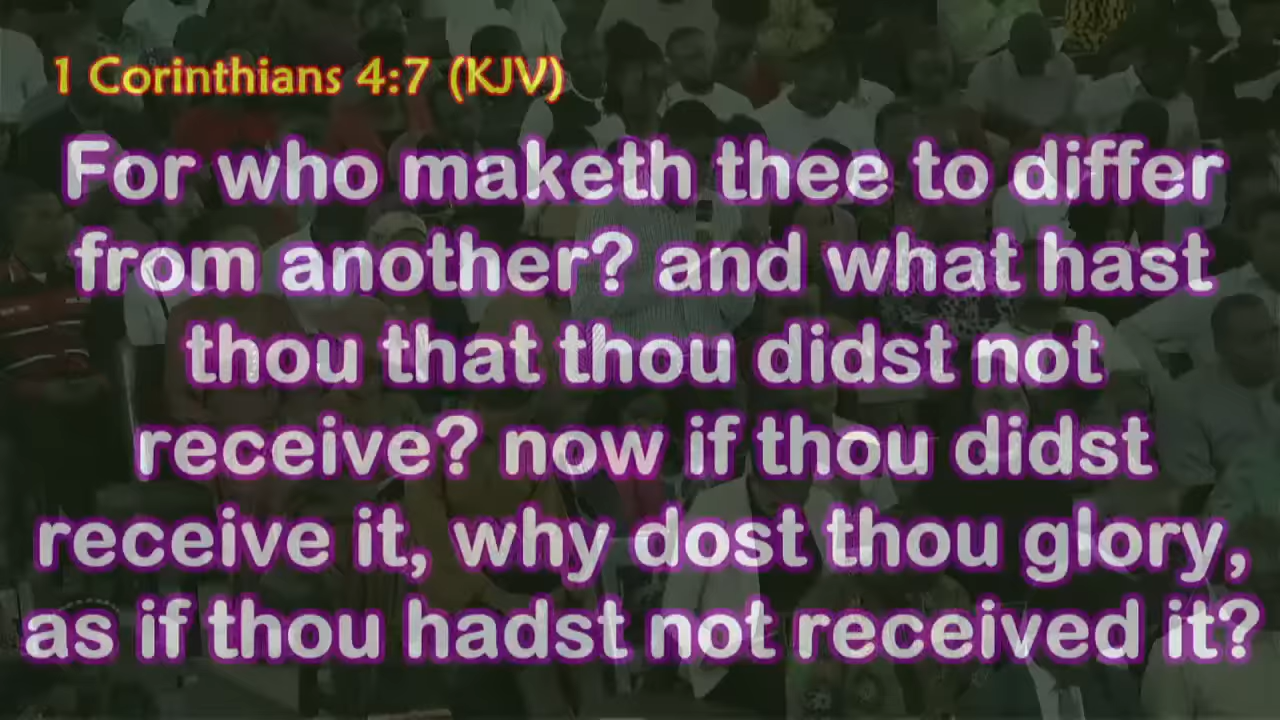 1 Corinthians 4:7 (KJV)
For who maketh thee to differ
from another? and what hast
thou that thou didst not
receive? now if thou didst
receive it, why dost thou glory,
as if thou hadst not received it?